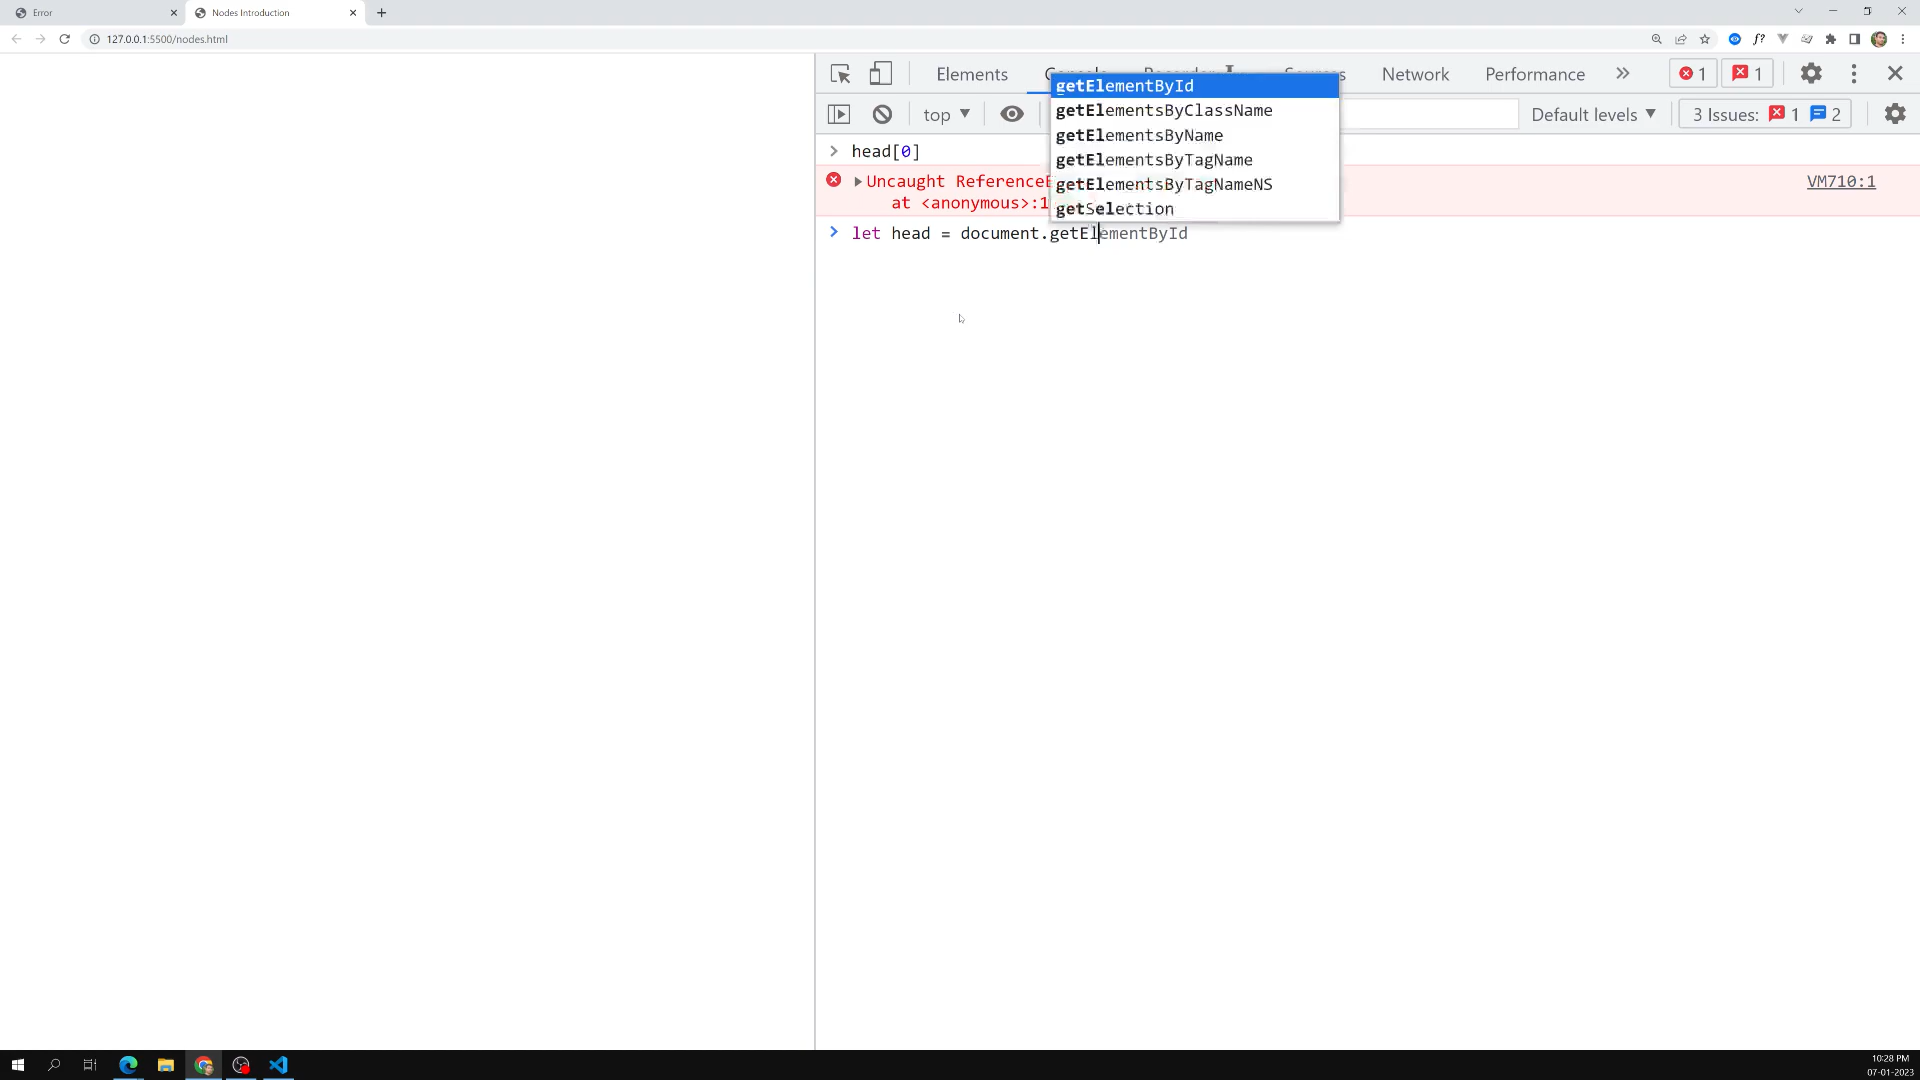 Error
Nodes Introduction
127.0.0.1:5500/nodes.html
f?
Elements
Network
Performance
1
1
top
Default levels
3 Issues: 1 2
getElementById
getElementsByClassName
getElementsByName
getElementsByTagName
getElementsByTagNameNS
getSelection
head[0]
Uncaught
VM710:1
at <anonymous>:1
let head = document.getElementById
10:28 PM
07-01-2023